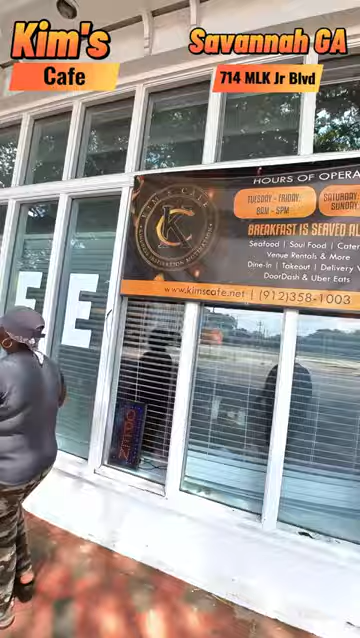 Kim's
Cafe
Savannah GA
714 MLK Jr Blvd
HOURS OF OPERA
TUESDAY - FRIDAY:
8AM - 5PM
SATURDAY
SUNDAY
BREAKFAST IS SERVED AL
Seafood | Soul Food | Cater
Venue Rentals & More
Dine-In | Takeout | Delivery
DoorDash & Uber Eats
www.kimscafe.net | (912)358-1003
KIM'S CAFE
F E
OPEN